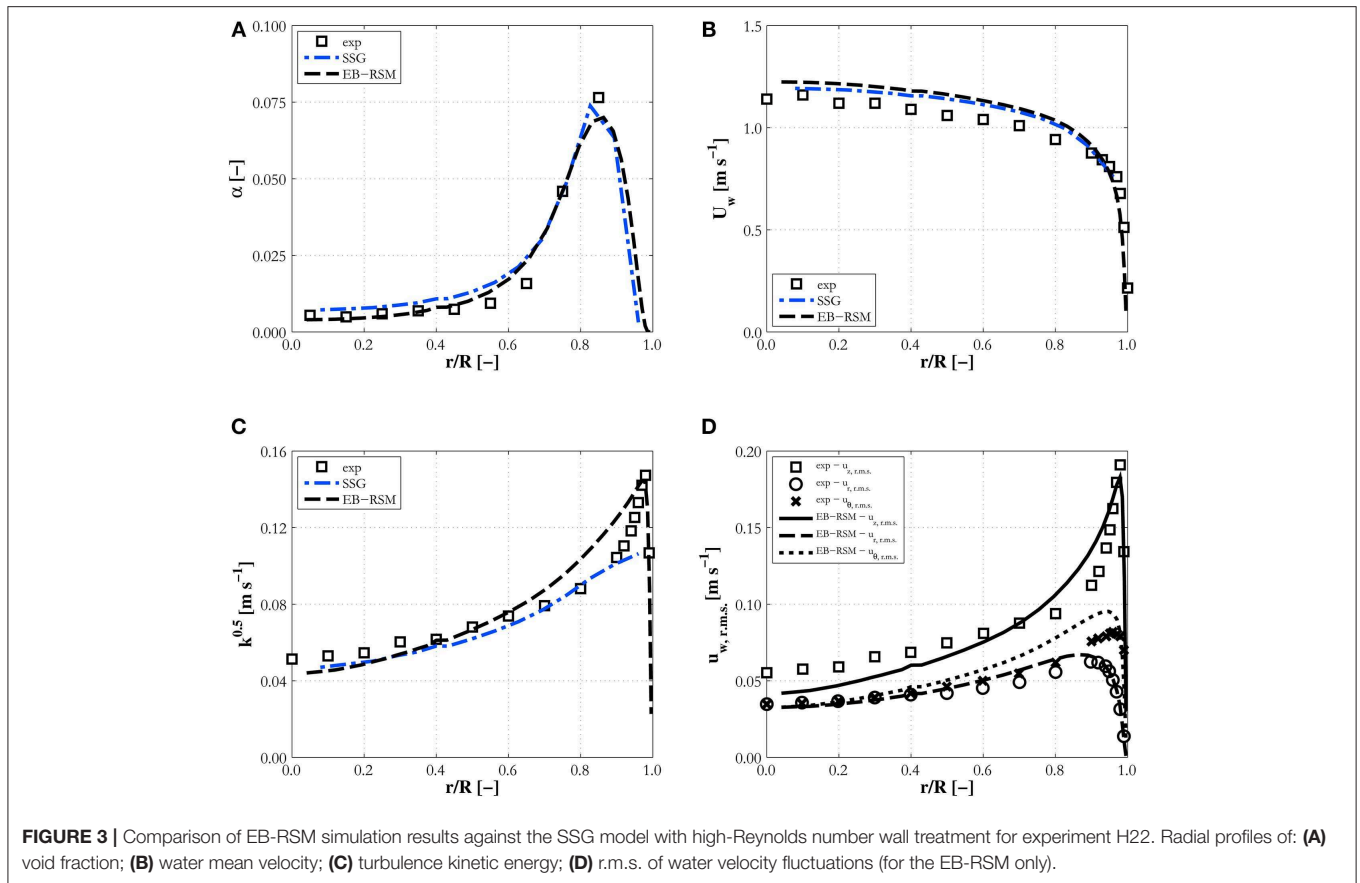 A
0.100
0.075
0.050
0.025
0.000
α [−]
exp
SSG
EB−RSM
0.0 0.2 0.4 0.6 0.8 1.0
r/R [−]
B
1.5
1.0
1.5
0.0
U_w [m s⁻¹]
exp
SSG
EB−RSM
0.0 0.2 0.4 0.6 0.8 1.0
r/R [−]
C
0.16
0.12
0.08
0.04
0.00
k^0.5 [m s⁻¹]
exp
SSG
EB−RSM
0.0 0.2 0.4 0.6 0.8 1.0
r/R [−]
D
0.20
0.15
0.10
0.05
0.00
u_w, r.m.s. [m s⁻¹]
exp − u_z, r.m.s.
exp − u_r, r.m.s.
exp − u_θ, r.m.s.
EB−RSM − u_z, r.m.s.
EB−RSM − u_r, r.m.s.
EB−RSM − u_θ, r.m.s.
0.0 0.2 0.4 0.6 0.8 1.0
r/R [−]
FIGURE 3 | Comparison of EB-RSM simulation results against the SSG model with high-Reynolds number wall treatment for experiment H22. Radial profiles of: (A)
void fraction; (B) water mean velocity; (C) turbulence kinetic energy; (D) r.m.s. of water velocity fluctuations (for the EB-RSM only).